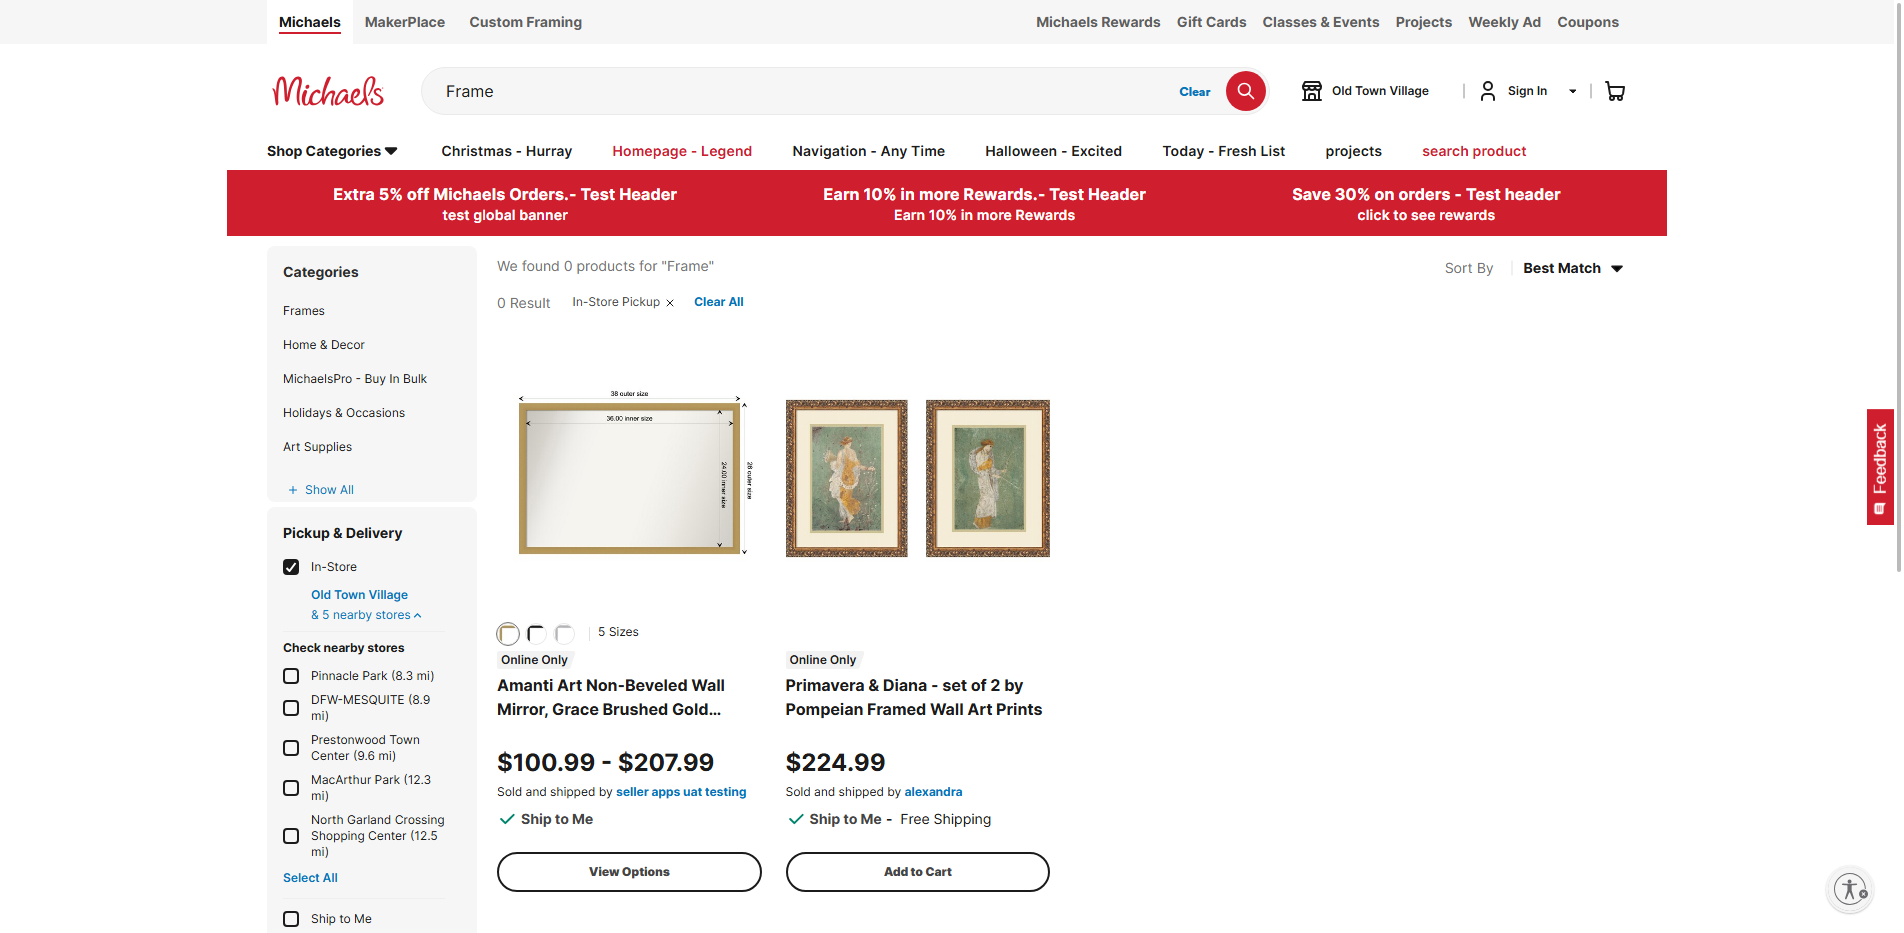 Michaels
MakerPlace
Custom Framing
Michaels Rewards
Gift Cards
Classes & Events
Projects
Weekly Ad
Coupons
Michaels
Frame
Clear
Old Town Village
Sign In
Shop Categories
Christmas - Hurray
Homepage - Legend
Navigation - Any Time
Halloween - Excited
Today - Fresh List
projects
search product
Extra 5% off Michaels Orders.- Test Header
test global banner
Earn 10% in more Rewards.- Test Header
Earn 10% in more Rewards
Save 30% on orders - Test header
click to see rewards
Categories
Frames
Home & Decor
MichaelsPro - Buy In Bulk
Holidays & Occasions
Art Supplies
+ Show All
Pickup & Delivery
In-Store
Old Town Village
& 5 nearby stores
Check nearby stores
Pinnacle Park (8.3 mi)
DFW-MESQUITE (8.9
mi)
Prestonwood Town
Center (9.6 mi)
MacArthur Park (12.3
mi)
North Garland Crossing
Shopping Center (12.5
mi)
Select All
Ship to Me
We found 0 products for "Frame"
Sort By
Best Match
0 Result
In-Store Pickup
Clear All
38 outer size
36.00 inner size
24.00 inner size
26 outer size
5 Sizes
Online Only
Amanti Art Non-Beveled Wall
Mirror, Grace Brushed Gold...
$100.99 - $207.99
Sold and shipped by seller apps uat testing
Ship to Me
View Options
Online Only
Primavera & Diana - set of 2 by
Pompeian Framed Wall Art Prints
$224.99
Sold and shipped by alexandra
Ship to Me - Free Shipping
Add to Cart
Feedback